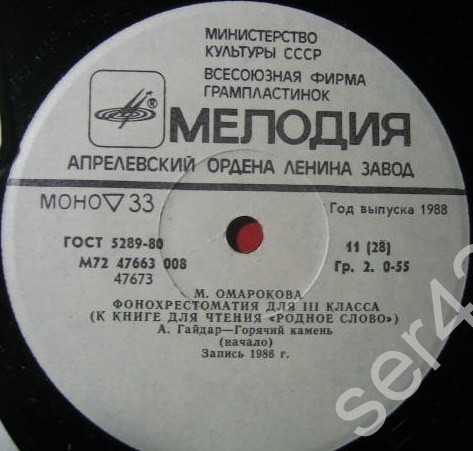 МИНИСТЕРСТВО
КУЛЬТУРЫ СССР
ВСЕСОЮЗНАЯ ФИРМА
ГРАМПЛАСТИНОК
®
МЕЛОДИЯ
АПРЕЛЕВСКИЙ ОРДЕНА ЛЕНИНА ЗАВОД
МОНО ▽ 33
Год выпуска 1988
ГОСТ 5289-80
11 (28)
М72 47663 008
Гр. 2. 0-55
47673
М. ОМАРОКОВА
ФОНОХРЕСТОМАТИЯ ДЛЯ III КЛАССА
(К КНИГЕ ДЛЯ ЧТЕНИЯ «РОДНОЕ СЛОВО»)
А. Гайдар—Горячий камень
(начало)
Запись 1986 г.